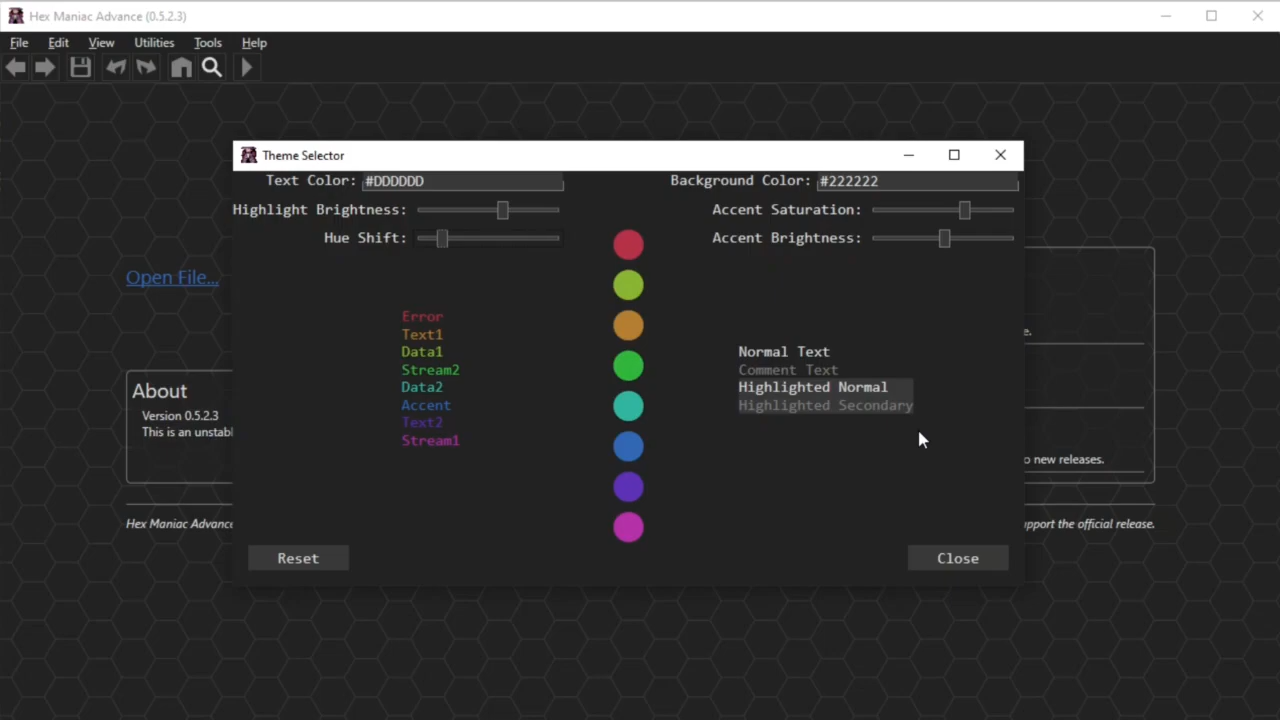 Hex Maniac Advance (0.5.2.3)
File Edit View Utilities Tools Help
Theme Selector
Text Color: #DDDDDD
Background Color: #222222
Highlight Brightness:
Accent Saturation:
Hue Shift:
Accent Brightness:
Open File...
Error
Text1
Data1
Stream2
Data2
Accent
Text2
Stream1
Normal Text
Comment Text
Highlighted Normal
Highlighted Secondary
About
Version 0.5.2.3
This is an unstabl
e.
o new releases.
Hex Maniac Advance
upport the official release.
Reset
Close